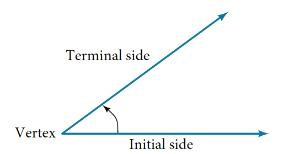 Terminal side
Vertex
Initial side